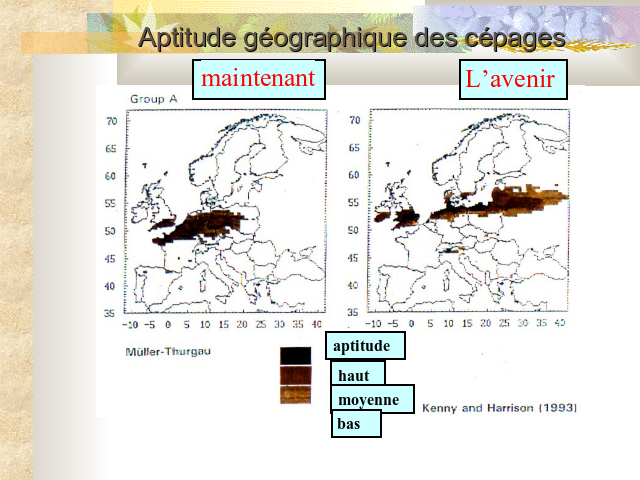 Aptitude géographique des cépages
maintenant
L'avenir
Group A
70
65
60
55
50
45
40
35
-10 -5 0 5 10 15 20 25 30 35 40
70
65
60
55
50
45
40
35
-10 -5 0 5 10 15 20 25 30 35 40
Müller-Thurgau
aptitude
haut
moyenne
bas
Kenny and Harrison (1993)